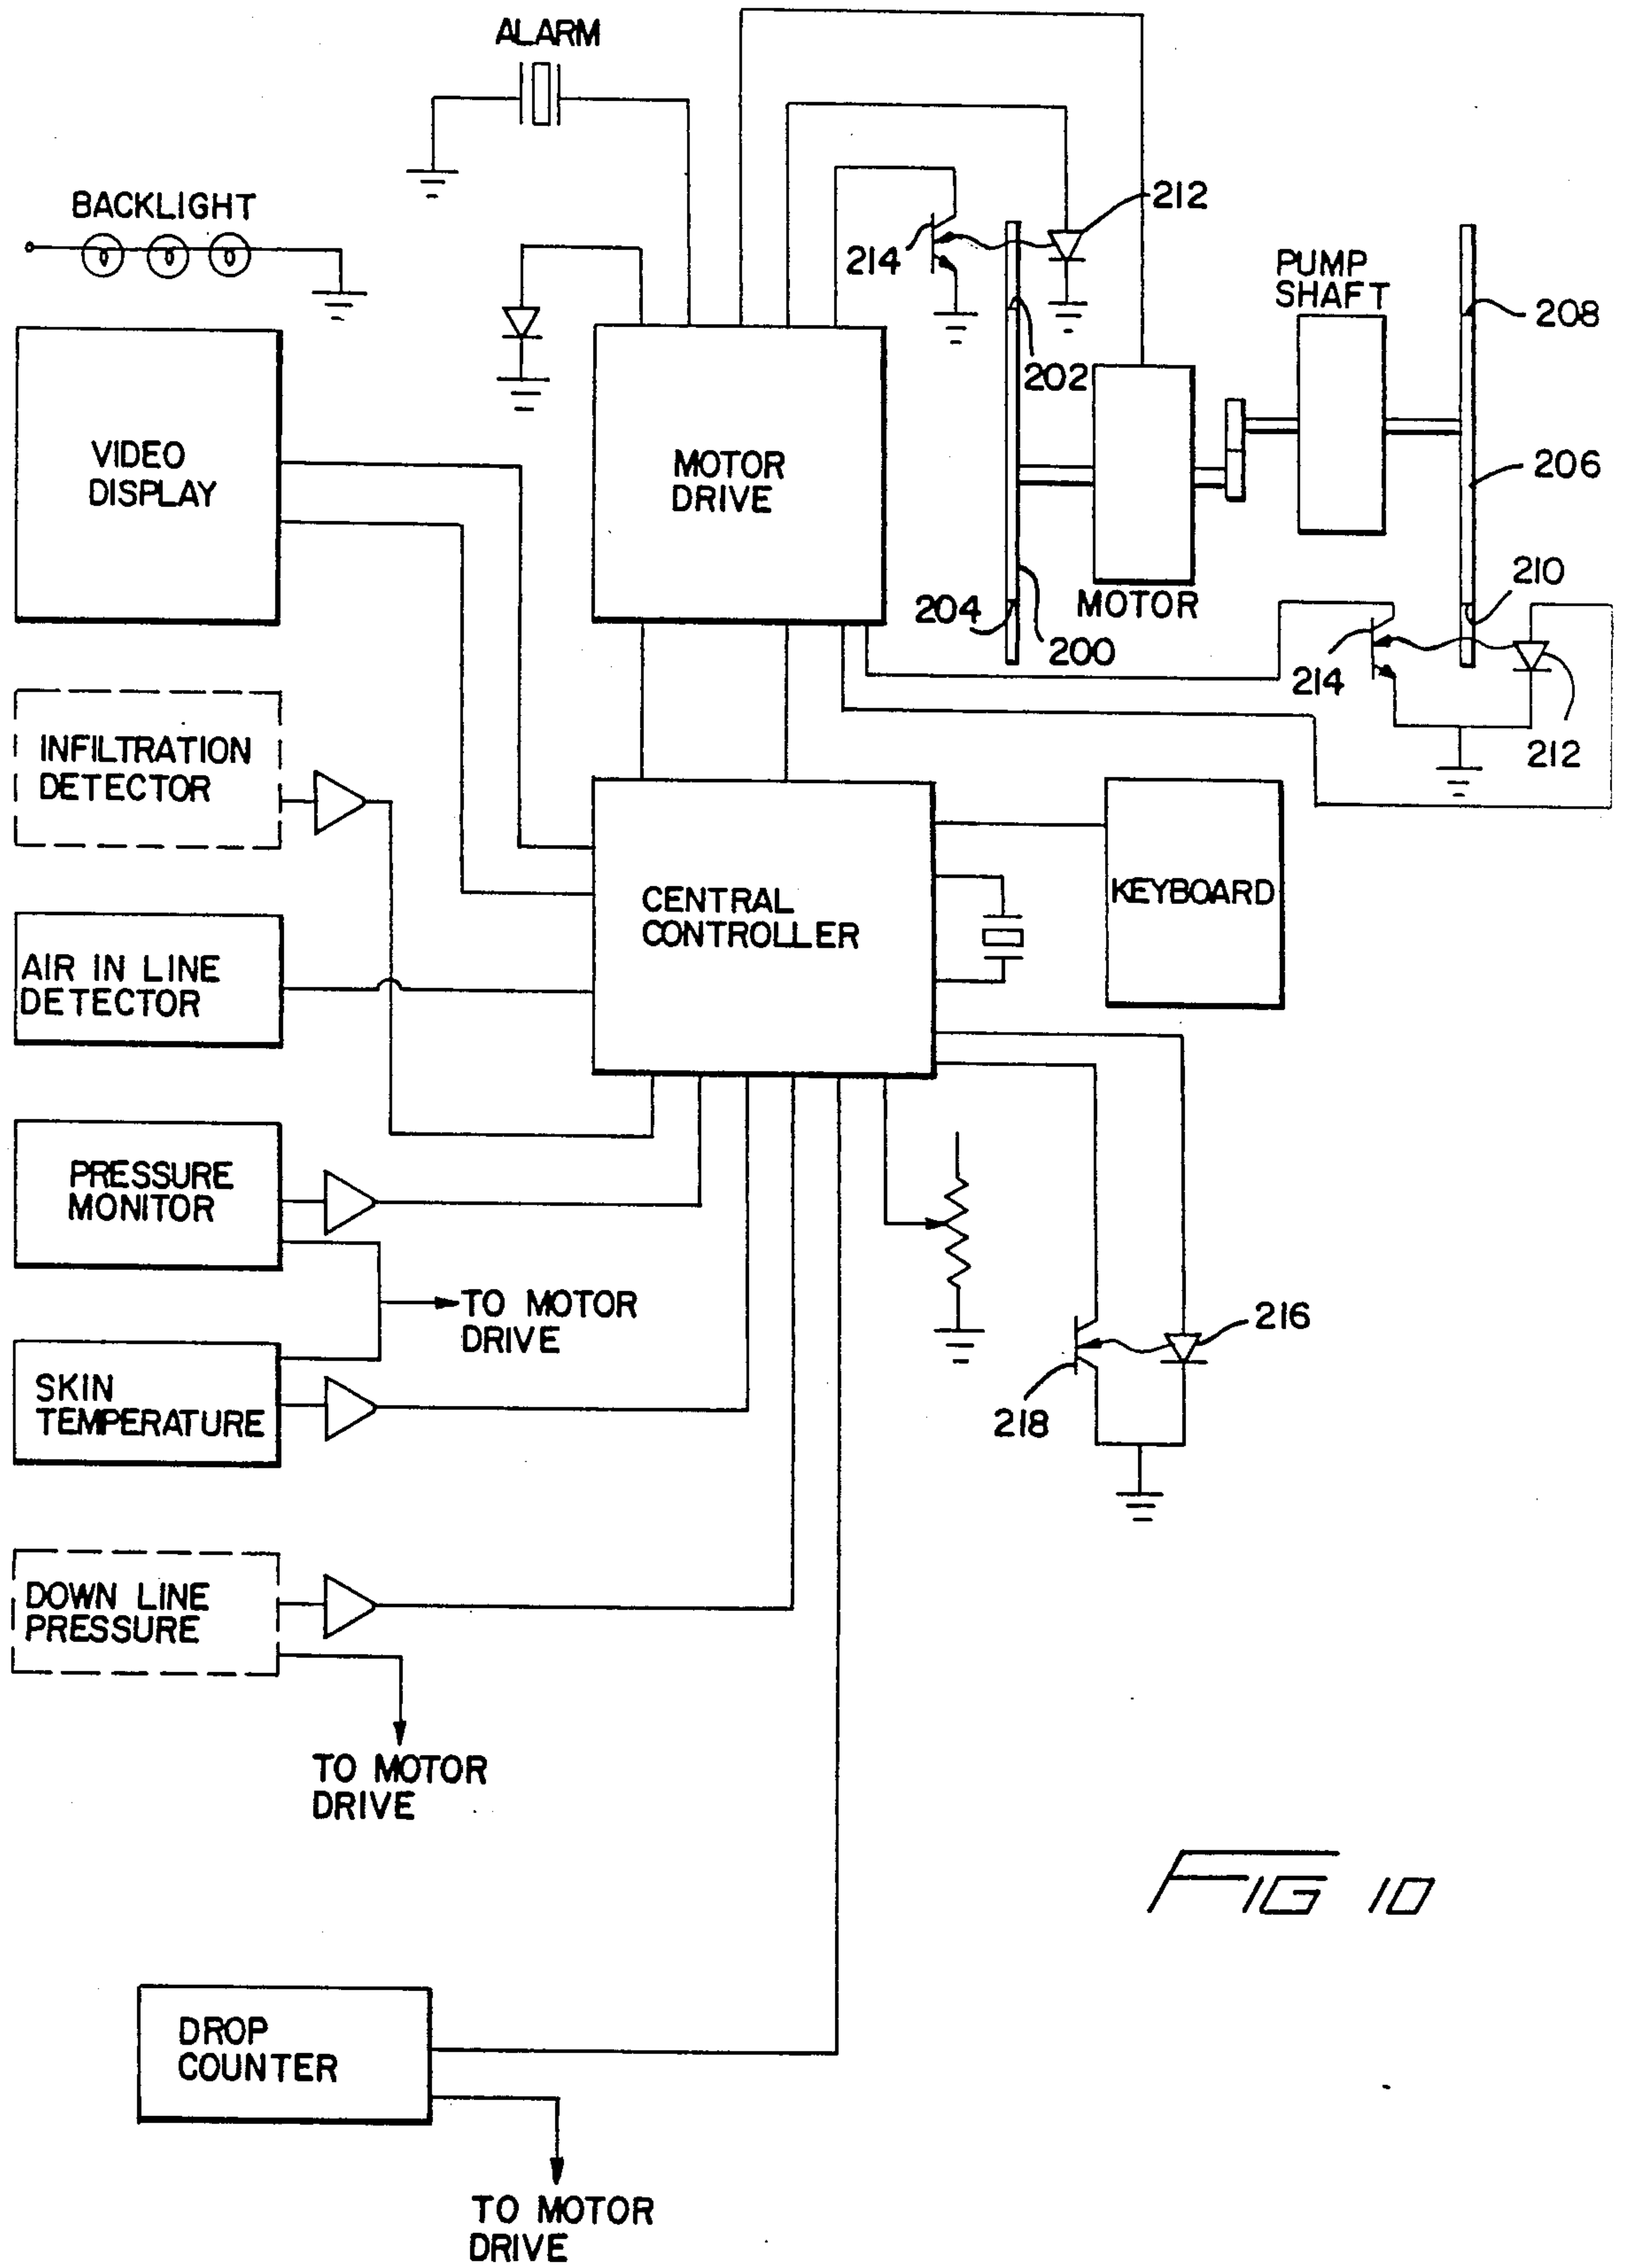 ALARM
BACKLIGHT
212
214
PUMP
SHAFT
208
202
VIDEO
DISPLAY
MOTOR
DRIVE
206
210
204
MOTOR
200
214
212
INFILTRATION
DETECTOR
CENTRAL
CONTROLLER
KEYBOARD
AIR IN LINE
DETECTOR
PRESSURE
MONITOR
TO MOTOR
DRIVE
216
SKIN
TEMPERATURE
218
DOWN LINE
PRESSURE
TO MOTOR
DRIVE
FIG 10
DROP
COUNTER
TO MOTOR
DRIVE